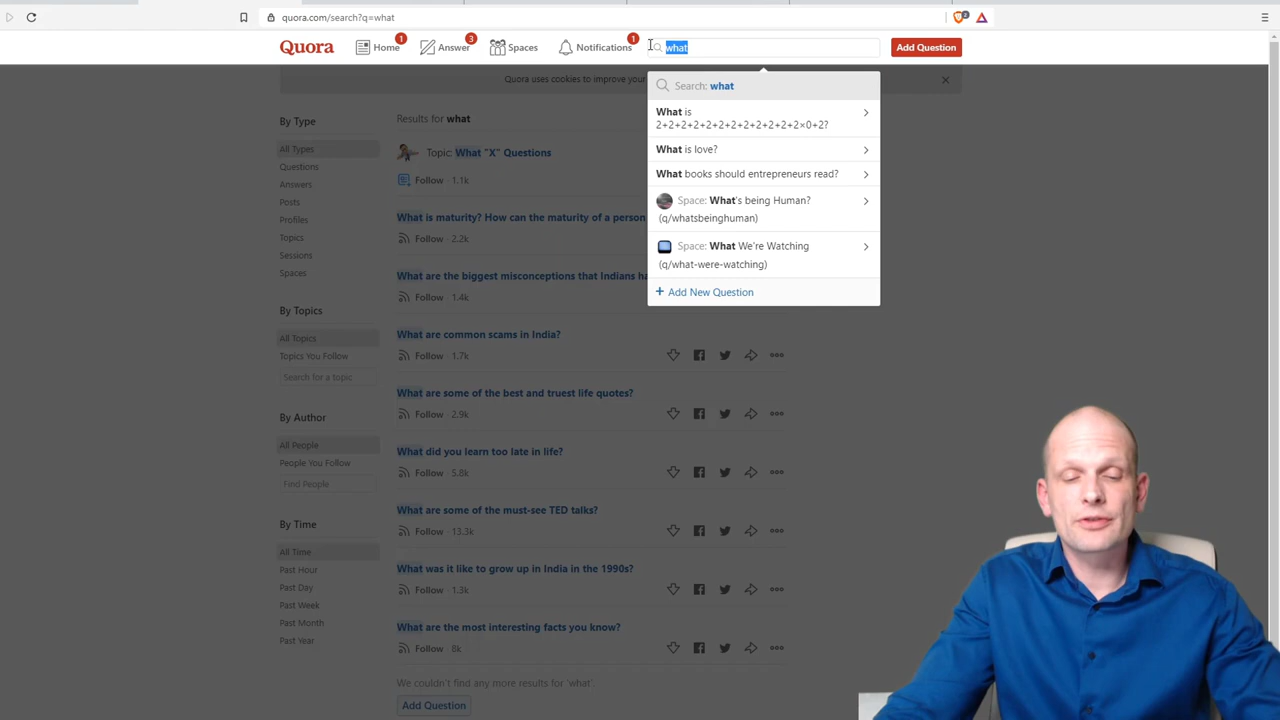 quora.com/search?q=what
2
Quora
Home
1
Answer
3
Spaces
Notifications
1
what
Add Question
Quora uses cookies to improve your
Search: what
What is
2+2+2+2+2+2+2+2+2+2+2+2×0+2?
What is love?
What books should entrepreneurs read?
Space: What's being Human?
(q/whatsbeinghuman)
Space: What We're Watching
(q/what-were-watching)
+ Add New Question
By Type
All Types
Questions
Answers
Posts
Profiles
Topics
Sessions
Spaces
By Topics
All Topics
Topics You Follow
Search for a topic
By Author
All People
People You Follow
Find People
By Time
All Time
Past Hour
Past Day
Past Week
Past Month
Past Year
Results for what
Topic: What "X" Questions
Follow · 1.1k
What is maturity? How can the maturity of a person
Follow · 2.2k
What are the biggest misconceptions that Indians ha
Follow · 1.4k
What are common scams in India?
Follow · 1.7k
What are some of the best and truest life quotes?
Follow · 2.9k
What did you learn too late in life?
Follow · 5.8k
What are some of the must-see TED talks?
Follow · 13.3k
What was it like to grow up in India in the 1990s?
Follow · 1.3k
What are the most interesting facts you know?
Follow · 8k
We couldn't find any more results for 'what'.
Add Question